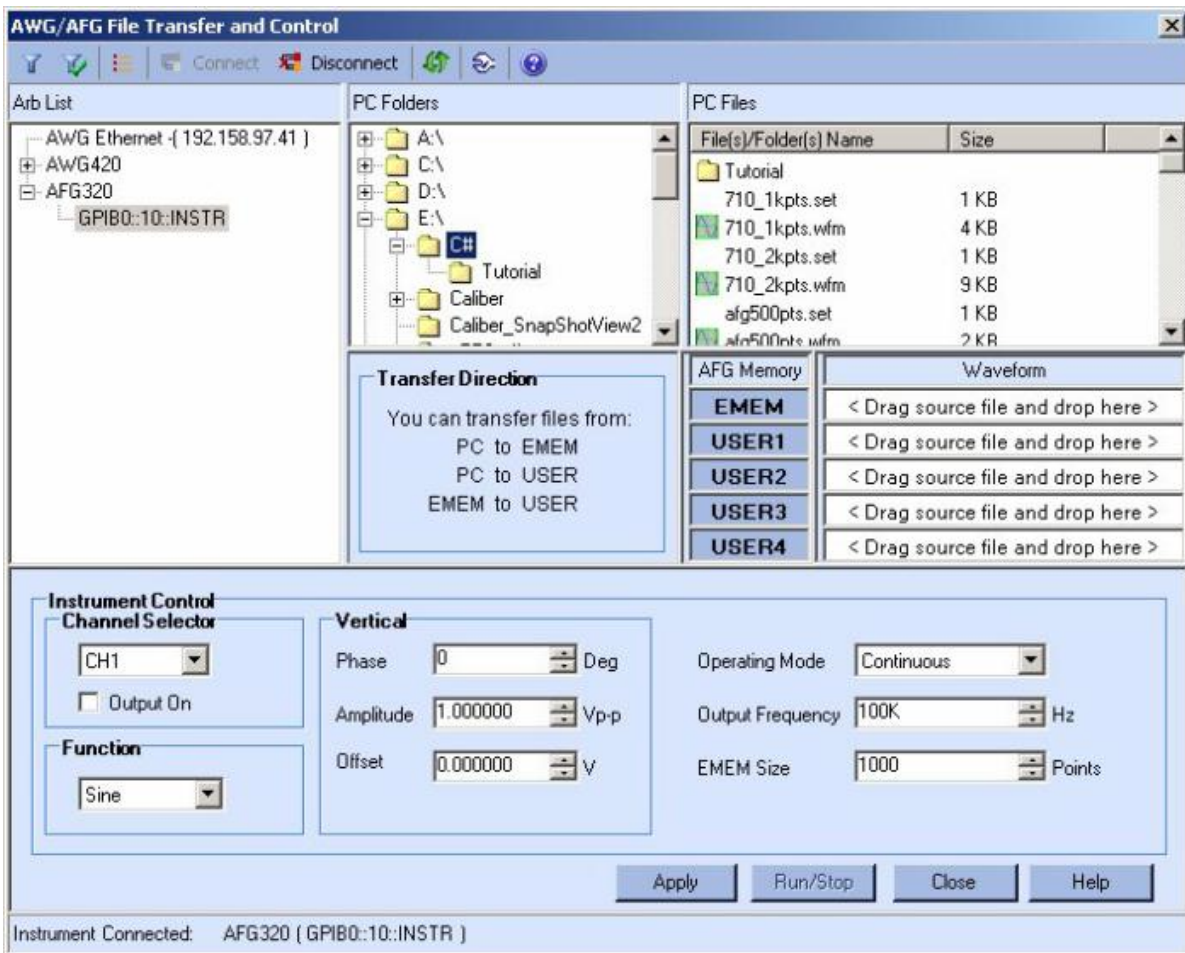 AWG/AFG File Transfer and Control
Connect Disconnect
Arb List
AWG Ethernet -( 192.158.97.41 )
AWG420
AFG320
GPIB0::10::INSTR
PC Folders
A:\
C:\
D:\
E:\
C#
Tutorial
Caliber
Caliber_SnapShotView2
PC Files
File(s)/Folder(s) Name Size
Tutorial
710_1kpts.set 1 KB
710_1kpts.wfm 4 KB
710_2kpts.set 1 KB
710_2kpts.wfm 9 KB
afg500pts.set 1 KB
afg500pts.wfm 2 KB
Transfer Direction
You can transfer files from:
PC to EMEM
PC to USER
EMEM to USER
AFG Memory Waveform
EMEM < Drag source file and drop here >
USER1 < Drag source file and drop here >
USER2 < Drag source file and drop here >
USER3 < Drag source file and drop here >
USER4 < Drag source file and drop here >
Instrument Control
Channel Selector
CH1
Output On
Function
Sine
Vertical
Phase 0 Deg
Amplitude 1.000000 Vp-p
Offset 0.000000 V
Operating Mode Continuous
Output Frequency 100K Hz
EMEM Size 1000 Points
Apply Run/Stop Close Help
Instrument Connected: AFG320 ( GPIB0::10::INSTR )